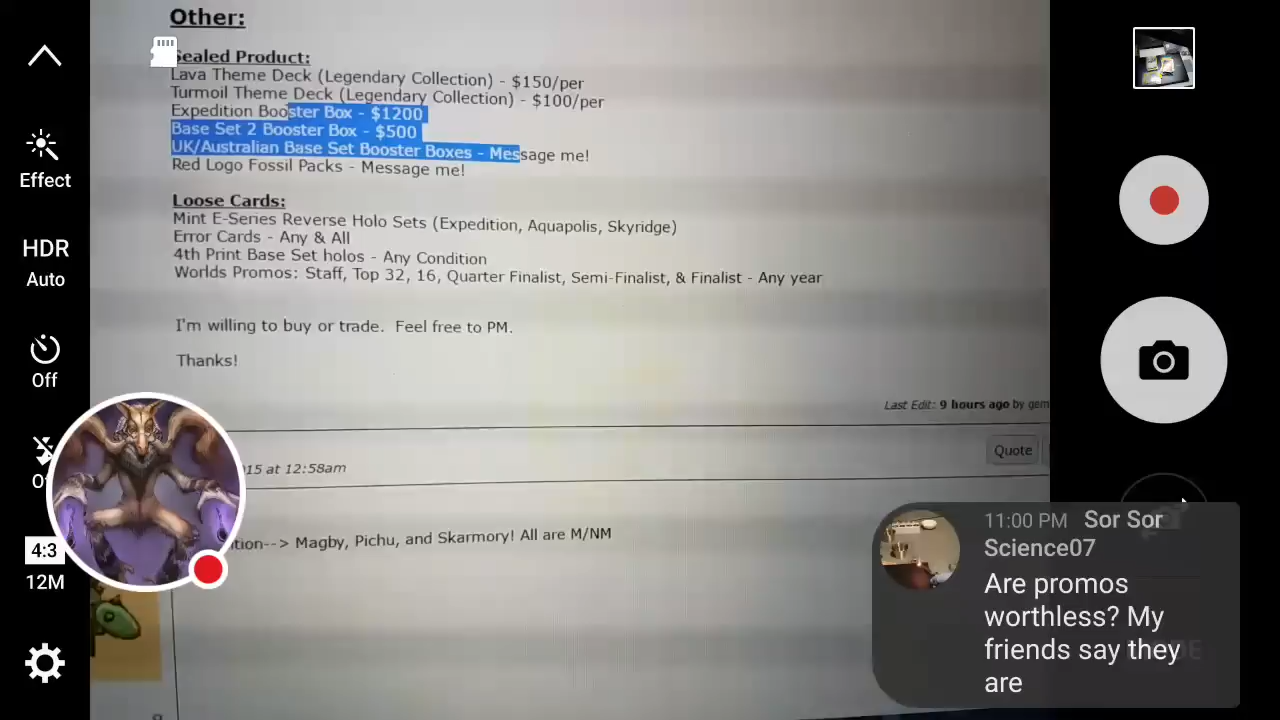 Other:
Sealed Product:
Lava Theme Deck (Legendary Collection) - $150/per
Turmoil Theme Deck (Legendary Collection) - $100/per
Expedition Booster Box - $1200
Base Set 2 Booster Box - $500
UK/Australian Base Set Booster Boxes - Message me!
Red Logo Fossil Packs - Message me!
Loose Cards:
Mint E-Series Reverse Holo Sets (Expedition, Aquapolis, Skyridge)
Error Cards - Any & All
4th Print Base Set holos - Any Condition
Worlds Promos: Staff, Top 32, 16, Quarter Finalist, Semi-Finalist, & Finalist - Any year
I'm willing to buy or trade. Feel free to PM.
Thanks!
Last Edit: 9 hours ago by gem
15 at 12:58am
Quote
tion--> Magby, Pichu, and Skarmory! All are M/NM
Effect
HDR
Auto
Off
4:3
12M
11:00 PM Sor Sor
Science07
Are promos
worthless? My
friends say they
are